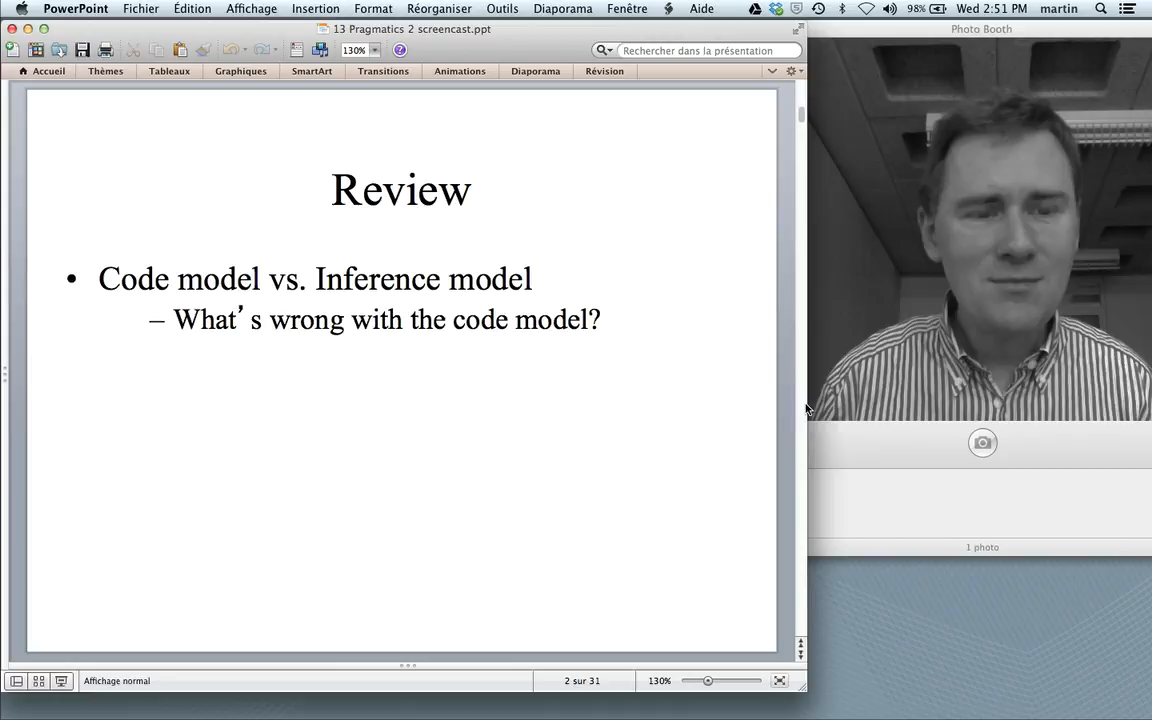 PowerPoint Fichier Édition Affichage Insertion Format Réorganiser Outils Diaporama Fenêtre Aide 98% Wed 2:51 PM martin
13 Pragmatics 2 screencast.ppt
Photo Booth
130% Rechercher dans la présentation
Accueil Thèmes Tableaux Graphiques SmartArt Transitions Animations Diaporama Révision
Review
• Code model vs. Inference model
– What’s wrong with the code model?
1 photo
Affichage normal 2 sur 31 130%